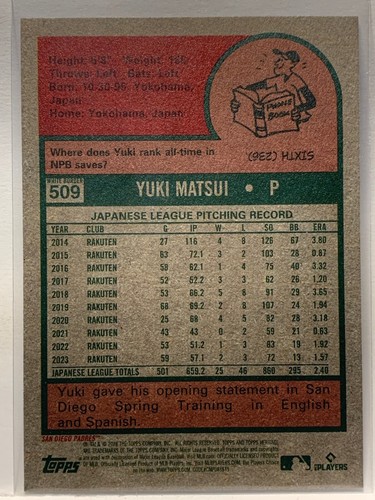 Height: 5'8" Weight: 165
Throws: Left Bats: Left
Born: 10-30-95, Yokohama,
Japan
Home: Yokohama, Japan
PHONE
BOOK
Where does Yuki rank all-time in
NPB saves?
SIXTH (236)
509
YUKI MATSUI • P
JAPANESE LEAGUE PITCHING RECORD
YEAR CLUB G IP W L SO BB ERA
2014 RAKUTEN 27 116 4 8 126 67 3.80
2015 RAKUTEN 63 72.1 3 2 103 28 0.87
2016 RAKUTEN 58 62.1 1 4 75 40 3.32
2017 RAKUTEN 52 52.2 3 3 62 26 1.20
2018 RAKUTEN 53 66.2 5 8 91 29 3.65
2019 RAKUTEN 68 69.2 2 8 107 24 1.94
2020 RAKUTEN 25 68 4 5 82 28 3.18
2021 RAKUTEN 43 43 0 2 59 21 0.63
2022 RAKUTEN 53 51.2 1 3 83 19 1.92
2023 RAKUTEN 59 57.1 2 3 72 13 1.57
JAPANESE LEAGUE TOTALS 501 659.2 25 46 860 295 2.40
Yuki gave his opening statement in San
Diego Spring Training in English
and Spanish.
SAN DIEGO PADRES
Topps
PLAYERS